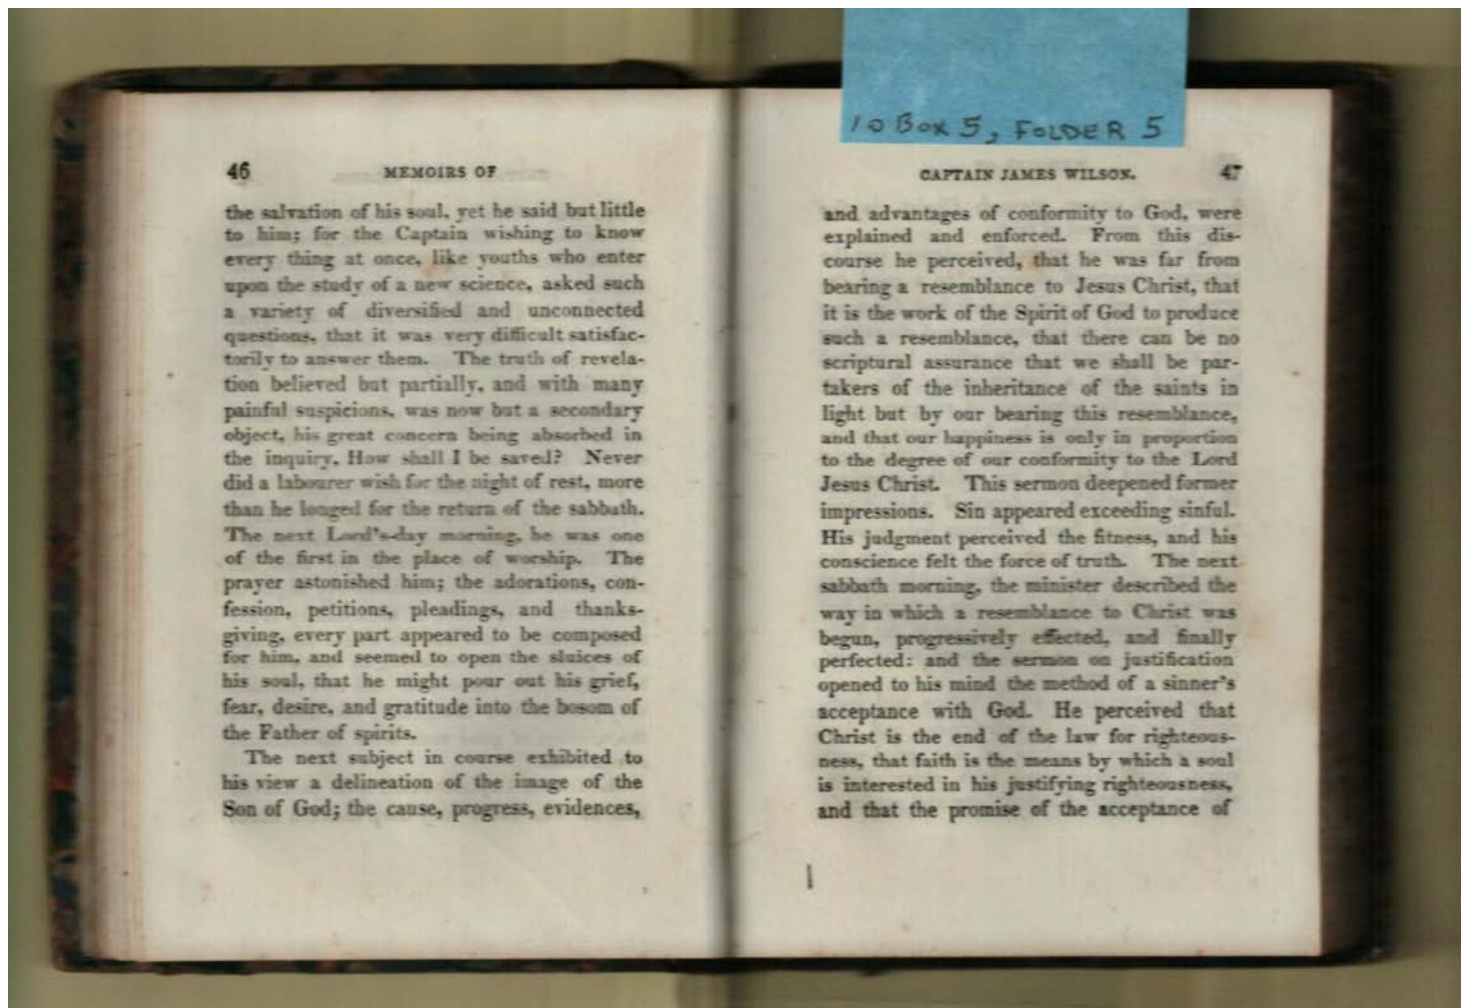 10 Box 5, FOLDER 5
46 MEMOIRS OF
the salvation of his soul, yet he said but little
to him; for the Captain wishing to know
every thing at once, like youths who enter
upon the study of a new science, asked such
a variety of diversified and unconnected
questions, that it was very difficult satisfac-
torily to answer them. The truth of revela-
tion believed but partially, and with many
painful suspicions, was now but a secondary
object, his great concern being absorbed in
the inquiry, How shall I be saved? Never
did a labourer wish for the night of rest, more
than he longed for the return of the sabbath.
The next Lord's-day morning, he was one
of the first in the place of worship. The
prayer astonished him; the adorations, con-
fession, petitions, pleadings, and thanks-
giving, every part appeared to be composed
for him, and seemed to open the sluices of
his soul, that he might pour out his grief,
fear, desire, and gratitude into the bosom of
the Father of spirits.
The next subject in course exhibited to
his view a delineation of the image of the
Son of God; the cause, progress, evidences,
CAPTAIN JAMES WILSON. 47
and advantages of conformity to God, were
explained and enforced. From this dis-
course he perceived, that he was far from
bearing a resemblance to Jesus Christ, that
it is the work of the Spirit of God to produce
such a resemblance, that there can be no
scriptural assurance that we shall be par-
takers of the inheritance of the saints in
light but by our bearing this resemblance,
and that our happiness is only in proportion
to the degree of our conformity to the Lord
Jesus Christ. This sermon deepened former
impressions. Sin appeared exceeding sinful.
His judgment perceived the fitness, and his
conscience felt the force of truth. The next
sabbath morning, the minister described the
way in which a resemblance to Christ was
begun, progressively effected, and finally
perfected: and the sermon on justification
opened to his mind the method of a sinner's
acceptance with God. He perceived that
Christ is the end of the law for righteous-
ness, that faith is the means by which a soul
is interested in his justifying righteousness,
and that the promise of the acceptance of